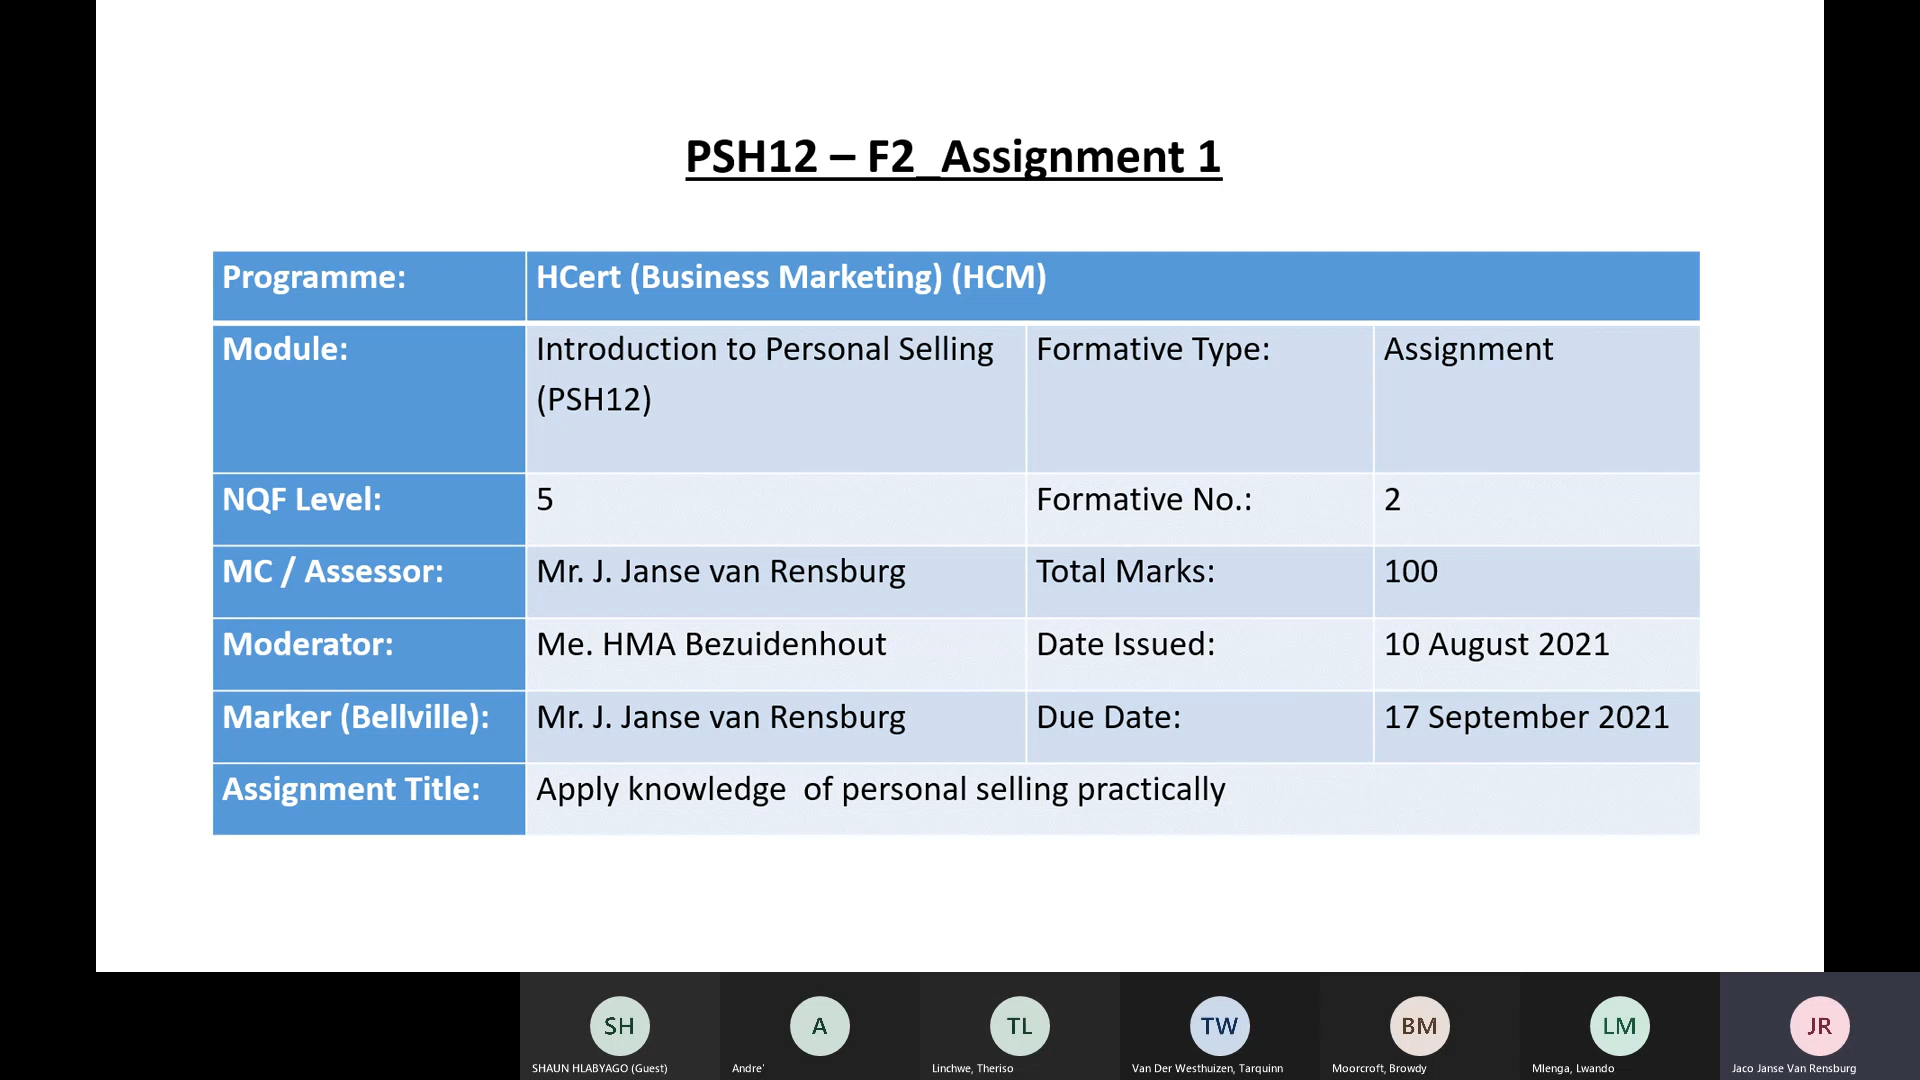 PSH12 – F2_Assignment 1
Programme: HCert (Business Marketing) (HCM)
Module: Introduction to Personal Selling Formative Type: Assignment
(PSH12)
NQF Level: 5 Formative No.: 2
MC / Assessor: Mr. J. Janse van Rensburg Total Marks: 100
Moderator: Me. HMA Bezuidenhout Date Issued: 10 August 2021
Marker (Bellville): Mr. J. Janse van Rensburg Due Date: 17 September 2021
Assignment Title: Apply knowledge  of personal selling practically
SH A TL TW BM LM JR
SHAUN HLABYAGO (Guest) Andre' Linchwe, Theriso Van Der Westhuizen, Tarquinn Moorcroft, Browdy Mlenga, Lwando Jaco Janse Van Rensburg